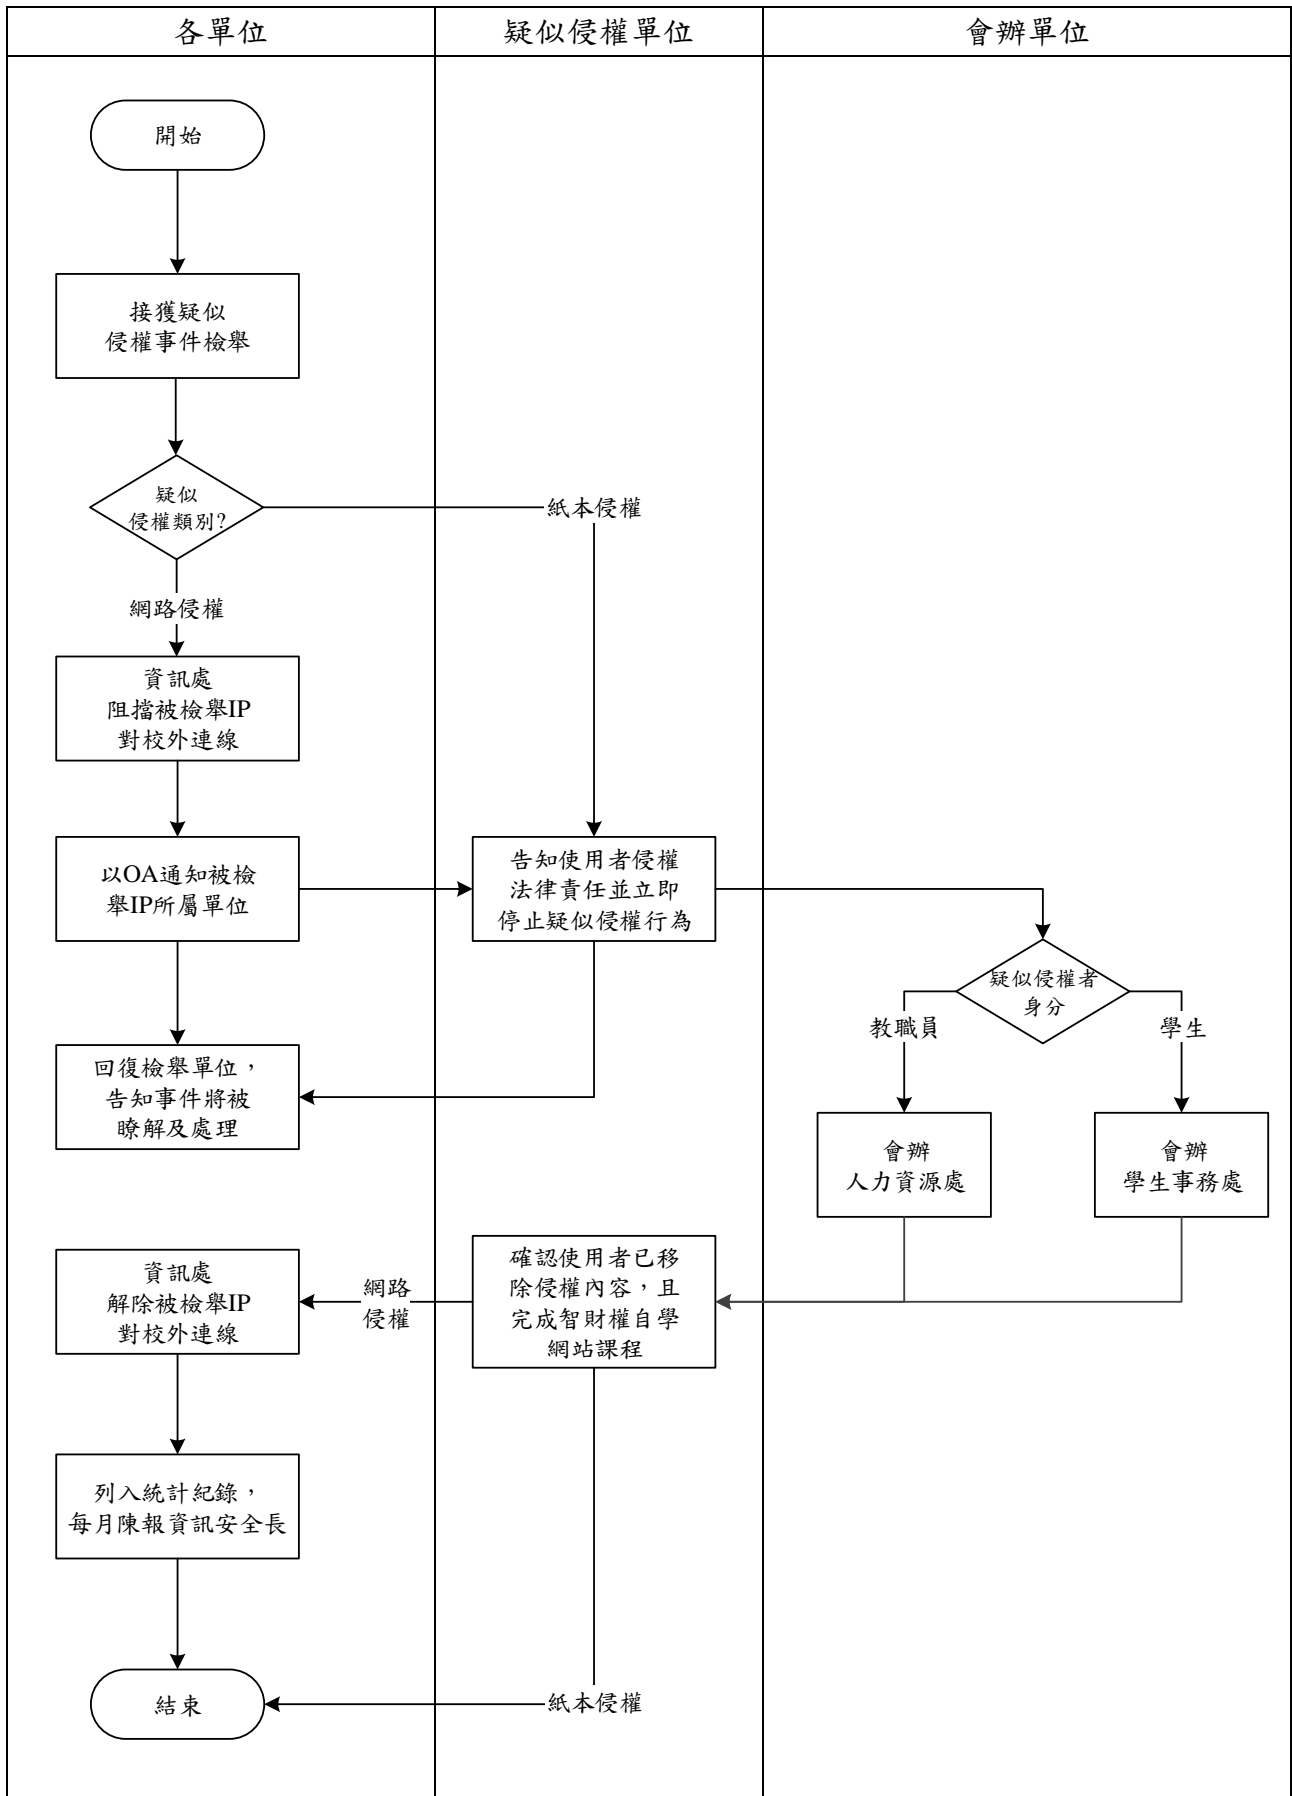 各單位
疑似侵權單位
會辦單位
開始
接獲疑似
侵權事件檢舉
疑似
侵權類別?
紙本侵權
網路侵權
資訊處
阻擋被檢舉IP
對校外連線
以OA通知被檢
舉IP所屬單位
告知使用者侵權
法律責任並立即
停止疑似侵權行為
疑似侵權者
身分
教職員
學生
回復檢舉單位，
告知事件將被
瞭解及處理
會辦
人力資源處
會辦
學生事務處
確認使用者已移
除侵權內容，且
完成智財權自學
網站課程
網路
侵權
資訊處
解除被檢舉IP
對校外連線
列入統計紀錄，
每月陳報資訊安全長
紙本侵權
結束